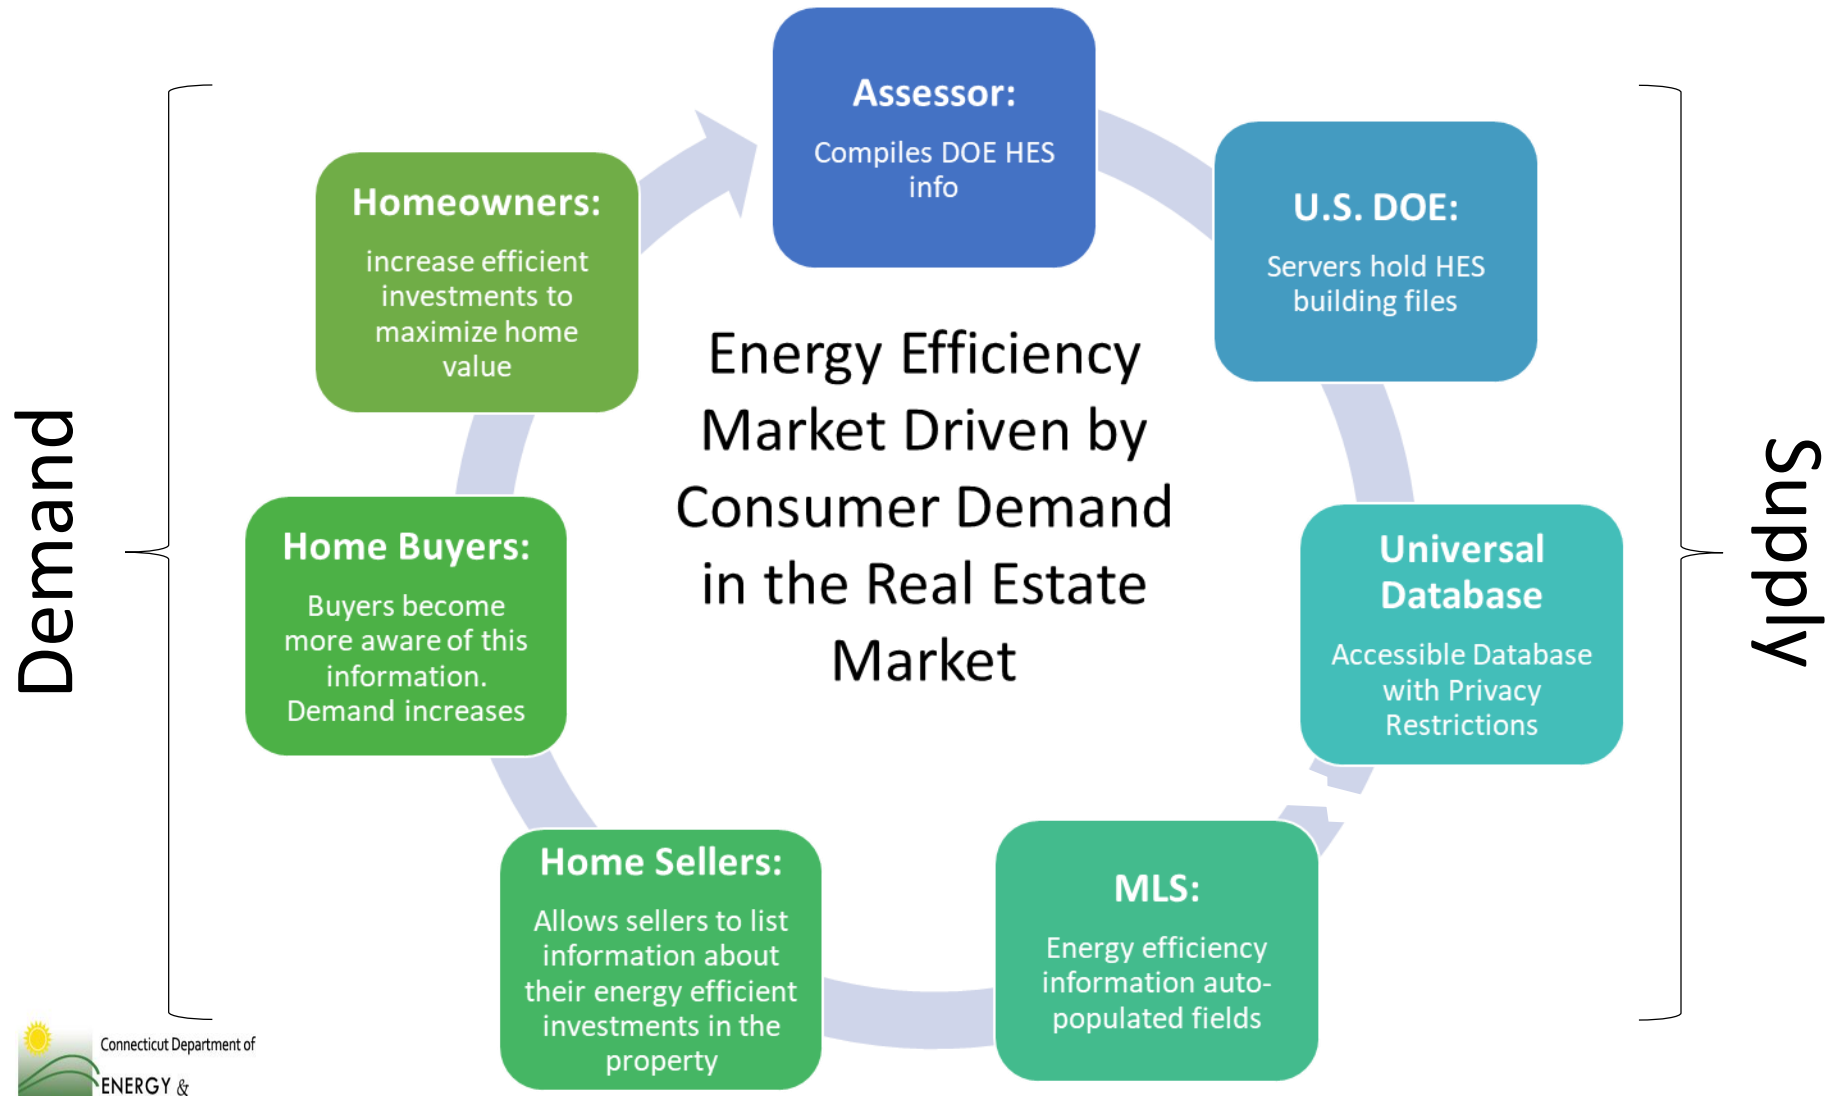 Assessor:
Compiles DOE HES
info
U.S. DOE:
Servers hold HES
building files
Universal
Database
Accessible Database
with Privacy
Restrictions
MLS:
Energy efficiency
information auto-
populated fields
Home Sellers:
Allows sellers to list
information about
their energy efficient
investments in the
property
Home Buyers:
Buyers become
more aware of this
information.
Demand increases
Homeowners:
increase efficient
investments to
maximize home
value
Energy Efficiency
Market Driven by
Consumer Demand
in the Real Estate
Market
Demand
Supply
Connecticut Department of
ENERGY &